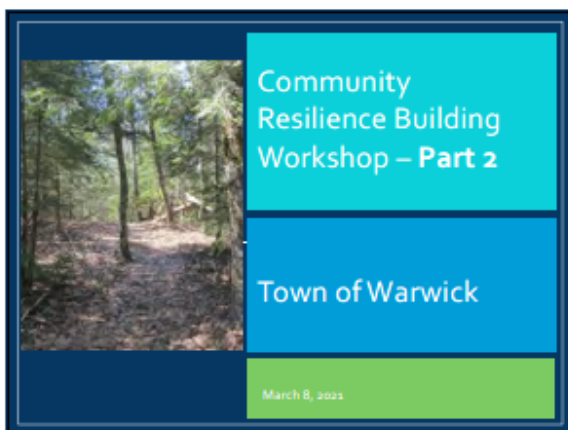 Community
Resilience Building
Workshop – Part 2
Town of Warwick
March 8, 2021